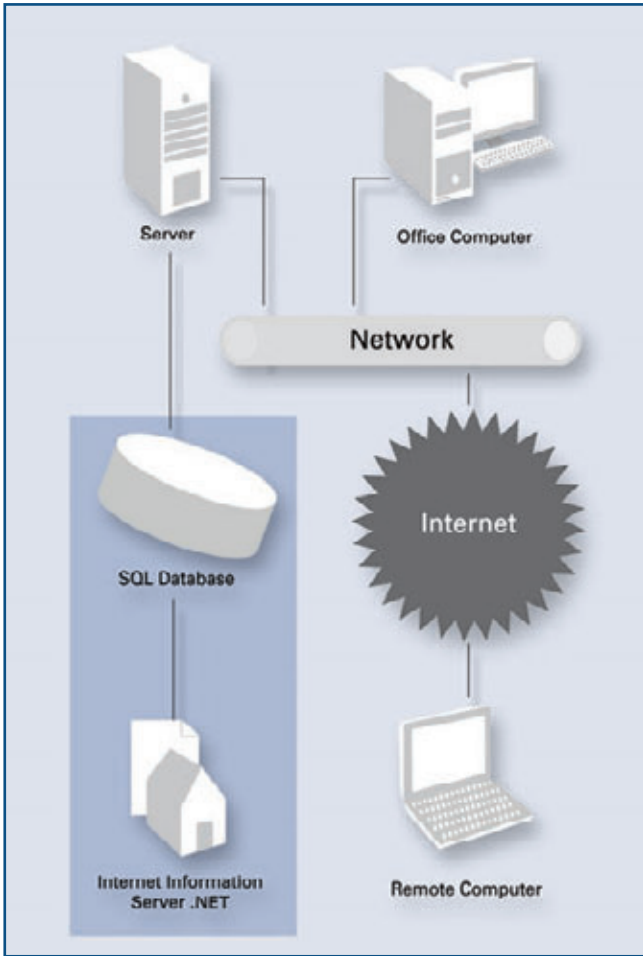 Server
Office Computer
Network
Internet
SQL Database
Internet Information
Server .NET
Remote Computer